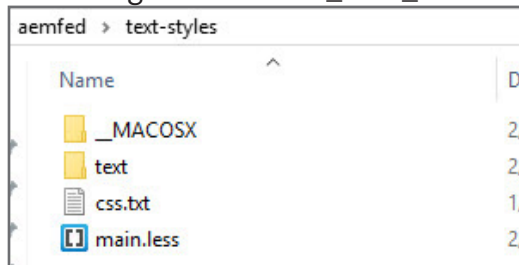 aemfed > text-styles
Name
__MACOSX
text
css.txt
main.less